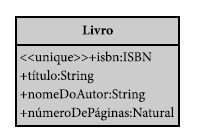 Livro
<<unique>>+isbn:ISBN
+título:String
+nomeDoAutor:String
+númeroDePáginas:Natural